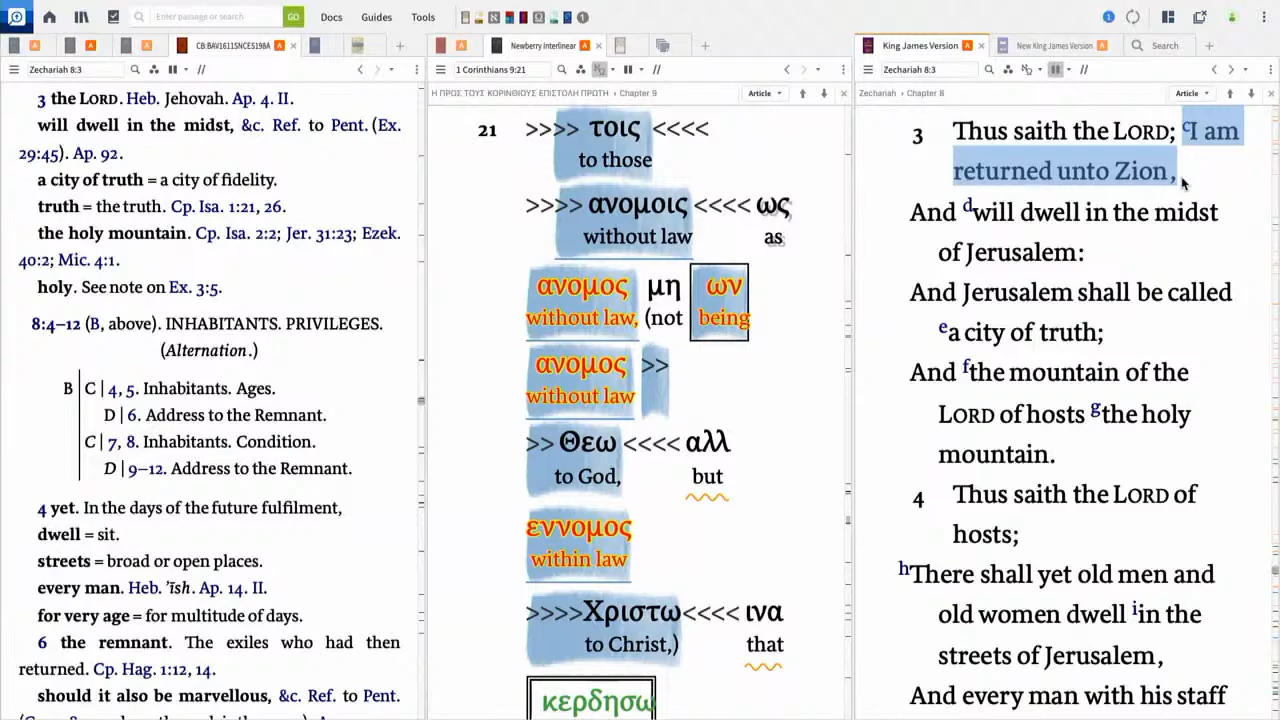 Enter passage or search
GO
Docs
Guides
Tools
1
1
CB:BAV1611SNCES198A
Zechariah 8:3
3 the LORD. Heb. Jehovah. Ap. 4. II.
will dwell in the midst, &c. Ref. to Pent. (Ex.
29:45). Ap. 92.
a city of truth = a city of fidelity.
truth = the truth. Cp. Isa. 1:21, 26.
the holy mountain. Cp. Isa. 2:2; Jer. 31:23; Ezek.
40:2; Mic. 4:1.
holy. See note on Ex. 3:5.
8:4–12 (B, above). INHABITANTS. PRIVILEGES.
(Alternation.)
B C | 4, 5. Inhabitants. Ages.
D | 6. Address to the Remnant.
C | 7, 8. Inhabitants. Condition.
D | 9–12. Address to the Remnant.
4 yet. In the days of the future fulfilment,
dwell = sit.
streets = broad or open places.
every man. Heb. 'īsh. Ap. 14. II.
for very age = for multitude of days.
6 the remnant. The exiles who had then
returned. Cp. Hag. 1:12, 14.
should it also be marvellous, &c. Ref. to Pent.
Newberry Interlinear
1 Corinthians 9:21
Η ΠΡΟΣ ΤΟΥΣ ΚΟΡΙΝΘΙΟΥΣ ΕΠΙΣΤΟΛΗ ΠΡΩΤΗ › Chapter 9
Article
21 >>>> τοις <<<<
to those
>>>> ανομοις <<<< ως
without law as
ανομος μη ων
without law, (not being
ανομος >>
without law
>> Θεω <<<< αλλ
to God, but
εννομος
within law
>>>>Χριστω<<<< ινα
to Christ,) that
κερδησω
King James Version
New King James Version
Search
Zechariah 8:3
Zechariah › Chapter 8
Article
3 Thus saith the LORD; cI am
returned unto Zion,
And dwill dwell in the midst
of Jerusalem:
And Jerusalem shall be called
ea city of truth;
And fthe mountain of the
LORD of hosts gthe holy
mountain.
4 Thus saith the LORD of
hosts;
hThere shall yet old men and
old women dwell iin the
streets of Jerusalem,
And every man with his staff